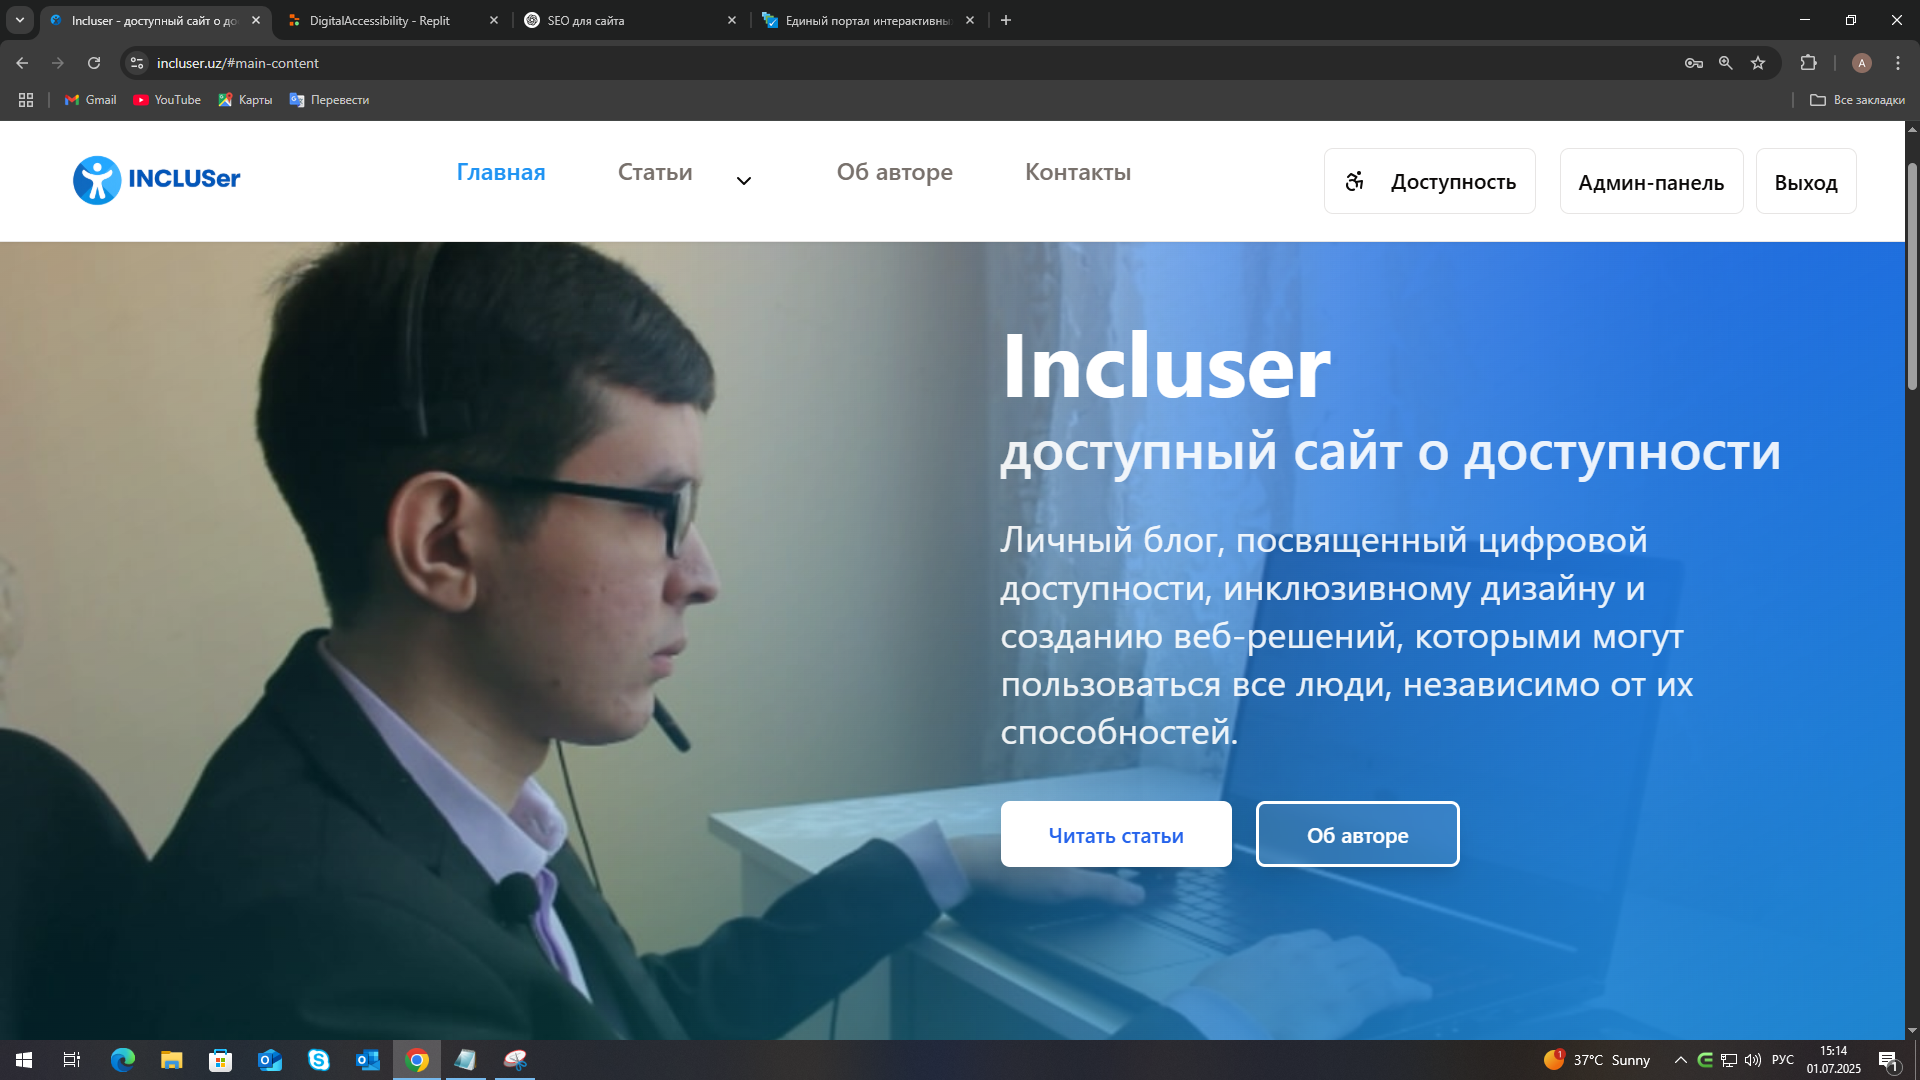 Incluser - доступный сайт о до
DigitalAccessibility - Replit
SEO для сайта
Единый портал интерактивны
incluser.uz/#main-content
A
Gmail
YouTube
Карты
Перевести
Все закладки
INCLUSer
Главная
Статьи
Об авторе
Контакты
Доступность
Админ-панель
Выход
Incluser
доступный сайт о доступности
Личный блог, посвященный цифровой
доступности, инклюзивному дизайну и
созданию веб-решений, которыми могут
пользоваться все люди, независимо от их
способностей.
Читать статьи
Об авторе
1
37°C Sunny
РУС
15:14
01.07.2025
1